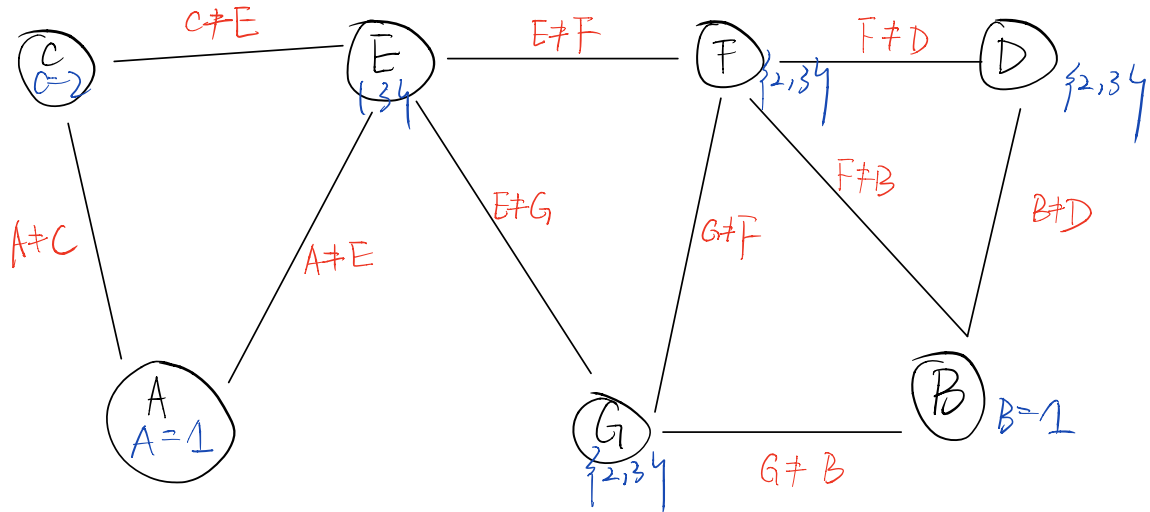 C≠E
E≠F
F≠D
C
C=2
E
{3}
F
{2,3}
D
{2,3}
A≠C
A≠E
E≠G
G≠F
F≠B
B≠D
A
A=1
G
{2,3}
B
B=1
G≠B